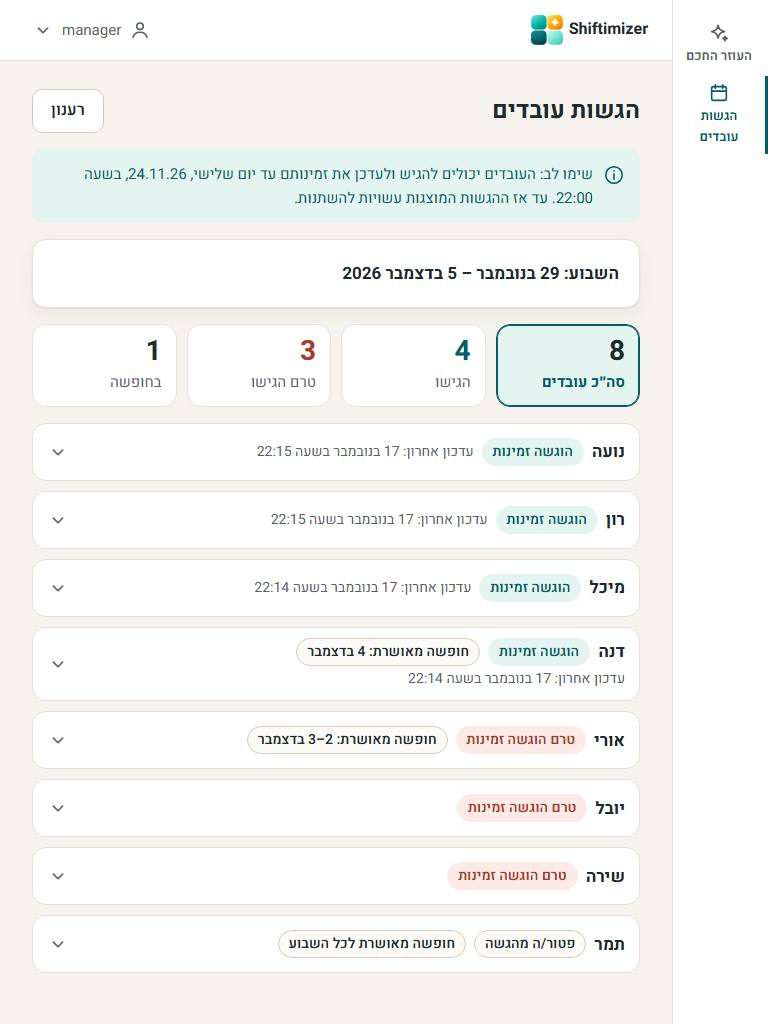 Shiftimizer
manager
העוזר החכם
הגשות
עובדים
הגשות עובדים
רענון
שימו לב: העובדים יכולים להגיש ולעדכן את זמינותם עד יום שלישי, 24.11.26, בשעה
22:00. עד אז ההגשות המוצגות עשויות להשתנות.
השבוע: 29 בנובמבר – 5 בדצמבר 2026
8
סה"כ עובדים
4
הגישו
3
טרם הגישו
1
בחופשה
נועה הוגשה זמינות עדכון אחרון: 17 בנובמבר בשעה 22:15
רון הוגשה זמינות עדכון אחרון: 17 בנובמבר בשעה 22:15
מיכל הוגשה זמינות עדכון אחרון: 17 בנובמבר בשעה 22:14
דנה הוגשה זמינות חופשה מאושרת: 4 בדצמבר
עדכון אחרון: 17 בנובמבר בשעה 22:14
אורי טרם הוגשה זמינות חופשה מאושרת: 2–3 בדצמבר
יובל טרם הוגשה זמינות
שירה טרם הוגשה זמינות
תמר פטור/ה מהגשה חופשה מאושרת לכל השבוע